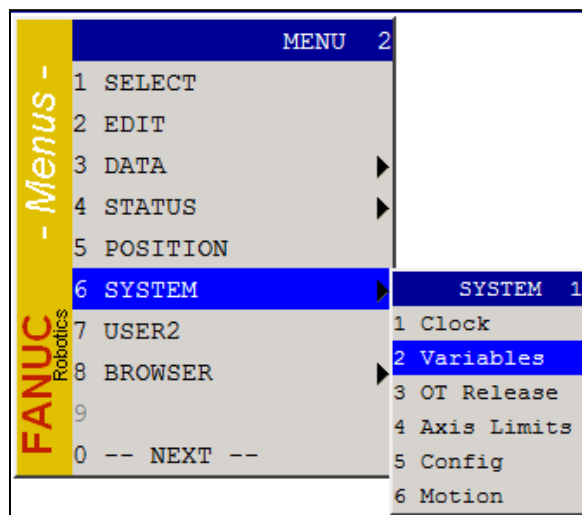 - Menus -
FANUC
Robotics
MENU 2
1 SELECT
2 EDIT
3 DATA
4 STATUS
5 POSITION
6 SYSTEM
7 USER2
8 BROWSER
9
0 -- NEXT --
SYSTEM 1
1 Clock
2 Variables
3 OT Release
4 Axis Limits
5 Config
6 Motion